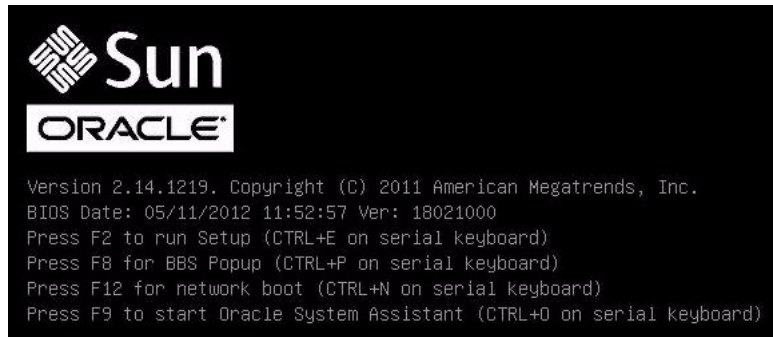 Sun
ORACLE
Version 2.14.1219. Copyright (C) 2011 American Megatrends, Inc.
BIOS Date: 05/11/2012 11:52:57 Ver: 18021000
Press F2 to run Setup (CTRL+E on serial keyboard)
Press F8 for BBS Popup (CTRL+P on serial keyboard)
Press F12 for network boot (CTRL+N on serial keyboard)
Press F9 to start Oracle System Assistant (CTRL+O on serial keyboard)